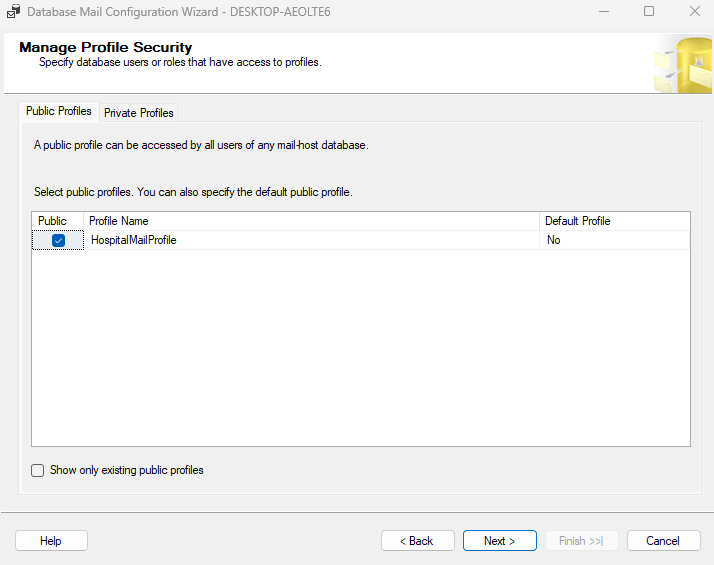 Database Mail Configuration Wizard - DESKTOP-AEOLTE6
Manage Profile Security
Specify database users or roles that have access to profiles.
Public Profiles Private Profiles
A public profile can be accessed by all users of any mail-host database.
Select public profiles. You can also specify the default public profile.
Public Profile Name Default Profile
HospitalMailProfile No
Show only existing public profiles
Help < Back Next > Finish >>| Cancel